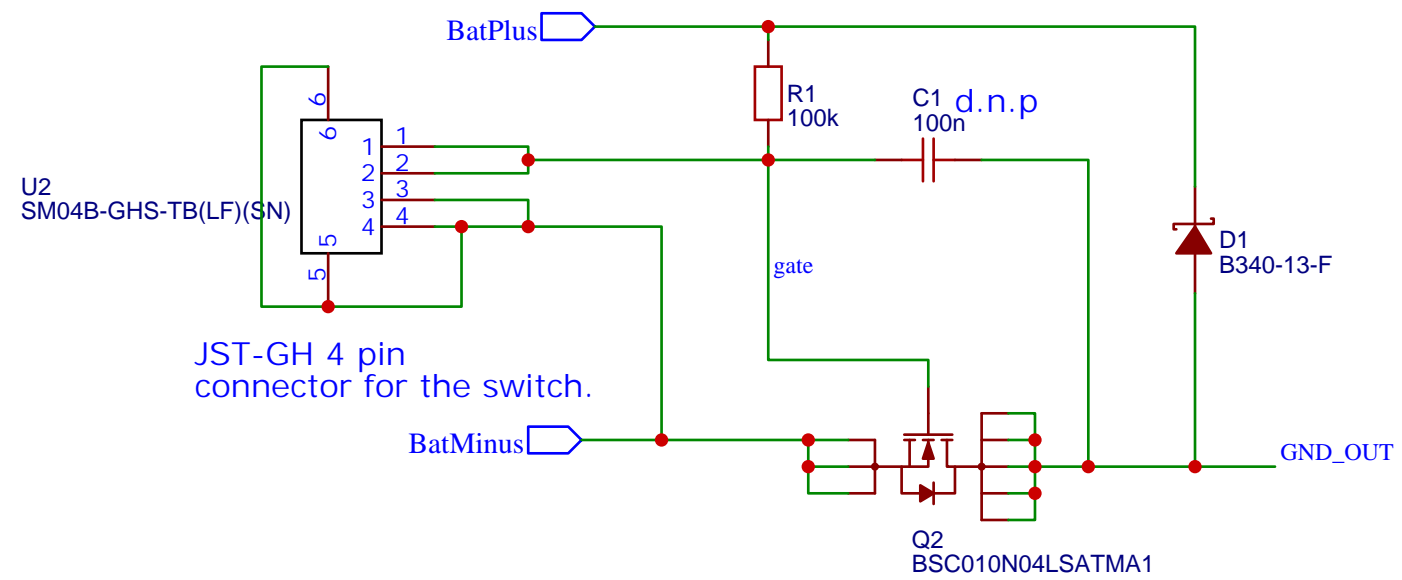 BatPlus
R1
100k
C1 d.n.p
100n
6
6
1 1
2 2
3 3
4 4
5
5
U2
SM04B-GHS-TB(LF)(SN)
D1
B340-13-F
gate
JST-GH 4 pin
connector for the switch.
BatMinus
GND_OUT
Q2
BSC010N04LSATMA1